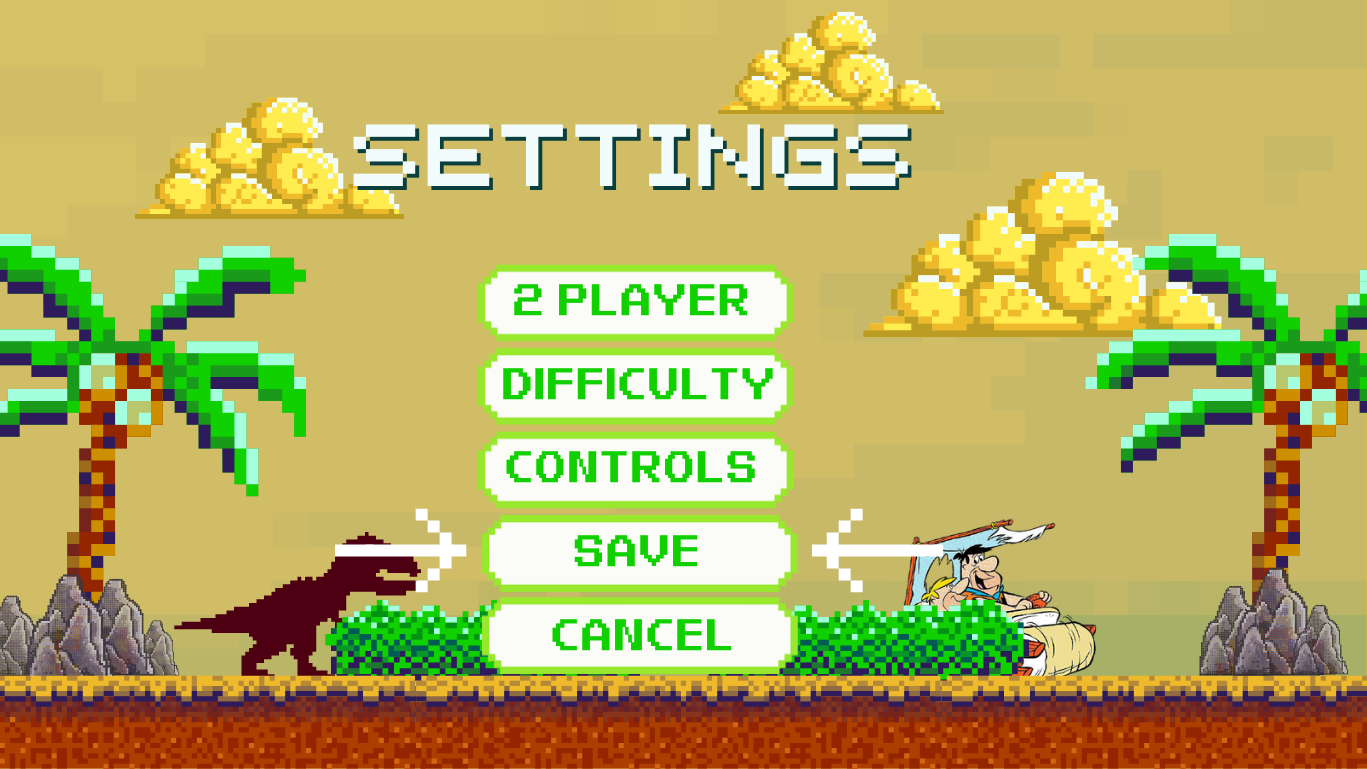 SETTINGS
2 PLAYER
DIFFICULTY
CONTROLS
SAVE
CANCEL